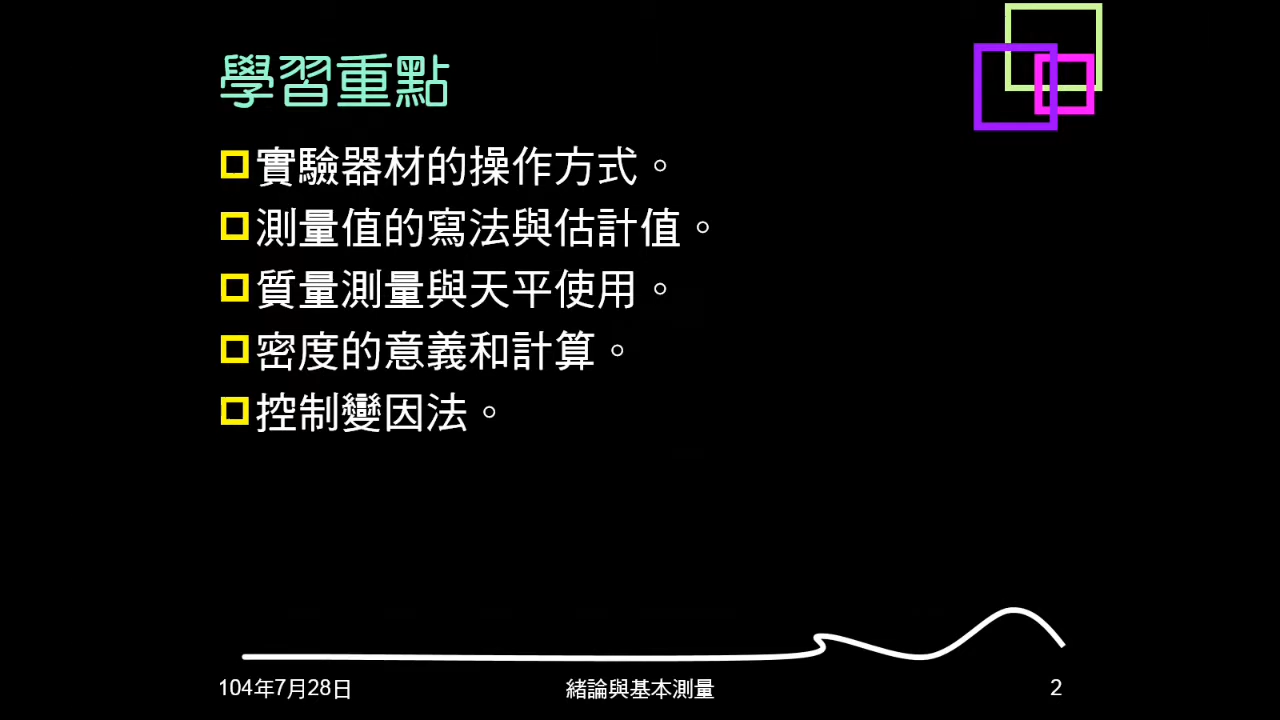 學習重點
實驗器材的操作方式。
測量值的寫法與估計值。
質量測量與天平使用。
密度的意義和計算。
控制變因法。
104年7月28日
緒論與基本測量
2